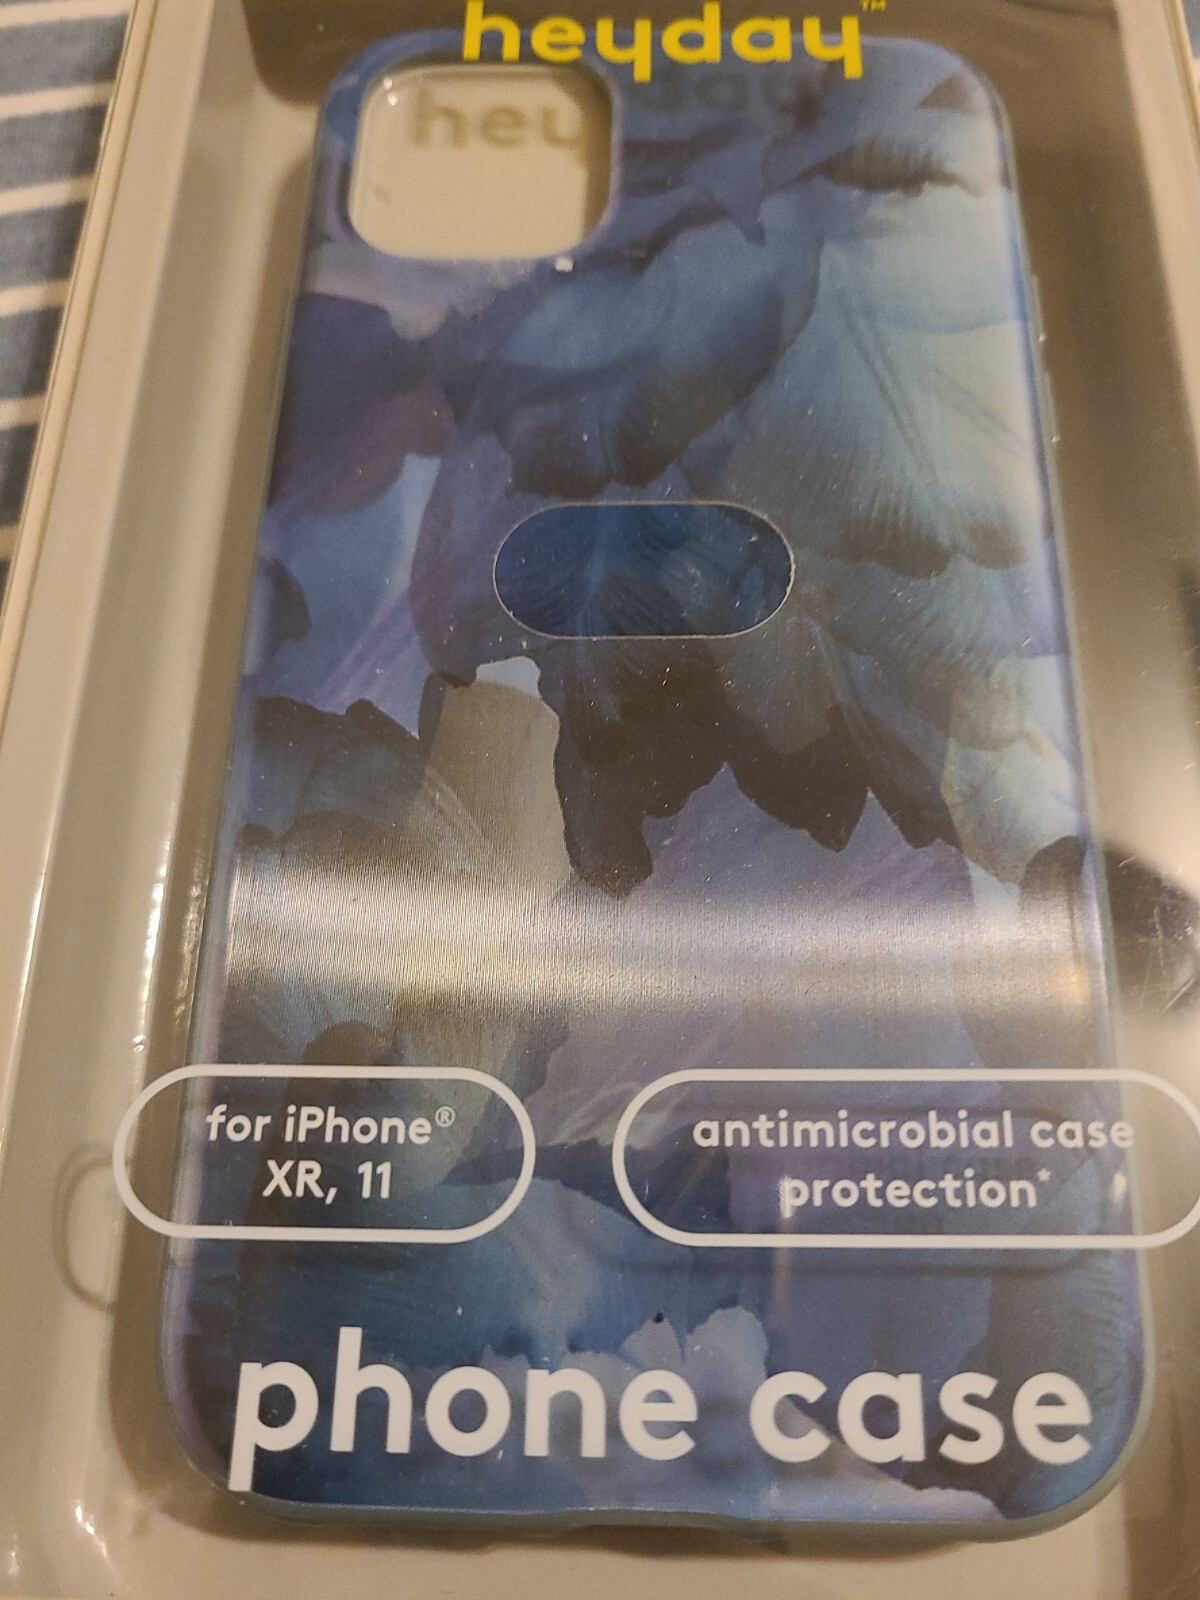 heyday™
for iPhone®
XR, 11
antimicrobial case
protection*
phone case